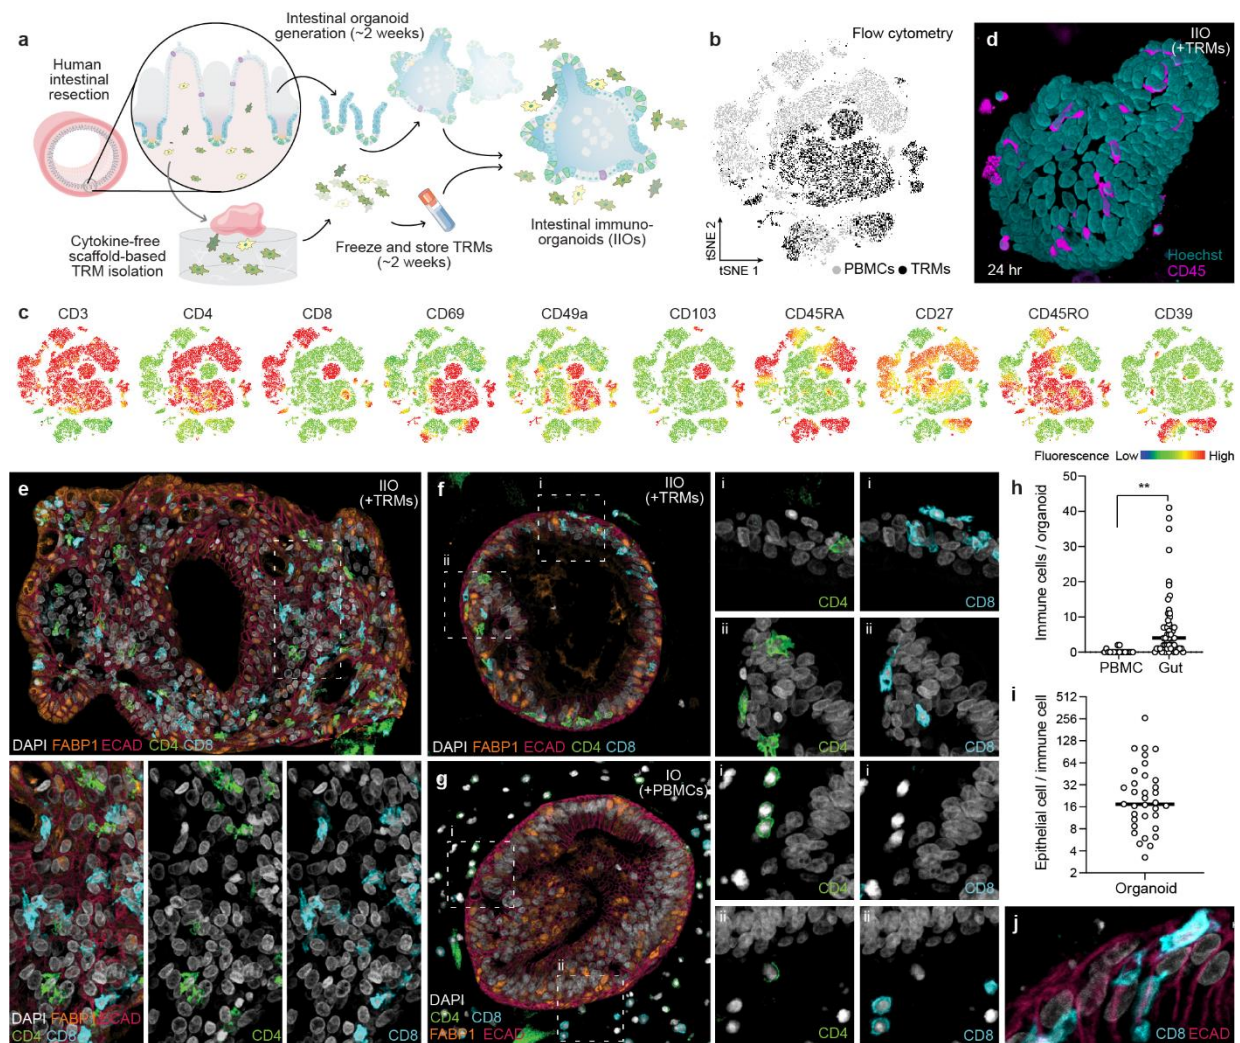 a
Human
intestinal
resection
Intestinal organoid
generation (~2 weeks)
Cytokine-free
scaffold-based
TRM isolation
Freeze and store TRMs
(~2 weeks)
Intestinal immuno-
organoids (IIOs)
b
Flow cytometry
tSNE 2
tSNE 1
PBMCs TRMs
d
IIO
(+TRMs)
24 hr
Hoechst
CD45
c
CD3 CD4 CD8 CD69 CD49a CD103 CD45RA CD27 CD45RO CD39
Fluorescence Low High
e
IIO
(+TRMs)
DAPI FABP1 ECAD CD4 CD8
DAPI FABP1 ECAD
CD4 CD8
CD4
CD8
f
IIO
(+TRMs)
i
ii
DAPI FABP1 ECAD CD4 CD8
i
CD4
i
CD8
ii
CD4
ii
CD8
g
IO
(+PBMCs)
i
ii
DAPI
CD4 CD8
FABP1 ECAD
i
CD4
i
CD8
ii
CD4
ii
CD8
h
Immune cells / organoid
50
40
30
20
10
0
**
PBMC Gut
i
Epithelial cell / immune cell
512
256
128
64
32
16
8
4
2
Organoid
j
CD8 ECAD